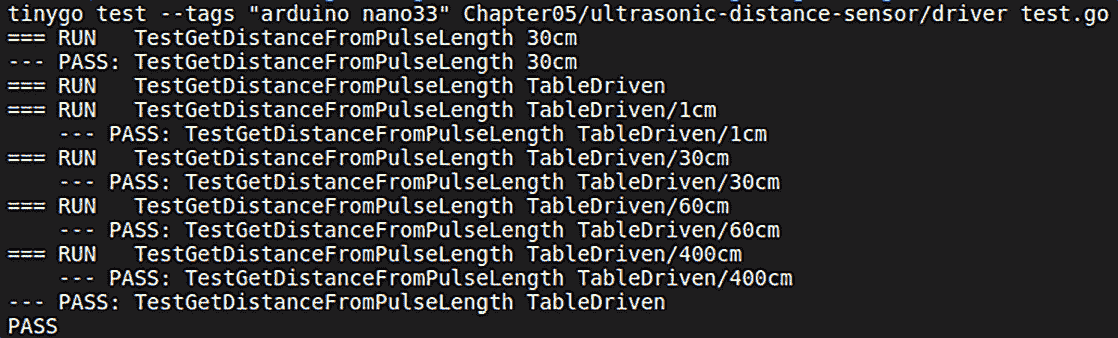 tinygo test --tags "arduino nano33" Chapter05/ultrasonic-distance-sensor/driver test.go
=== RUN   TestGetDistanceFromPulseLength 30cm
--- PASS: TestGetDistanceFromPulseLength 30cm
=== RUN   TestGetDistanceFromPulseLength TableDriven
=== RUN   TestGetDistanceFromPulseLength TableDriven/1cm
    --- PASS: TestGetDistanceFromPulseLength TableDriven/1cm
=== RUN   TestGetDistanceFromPulseLength TableDriven/30cm
    --- PASS: TestGetDistanceFromPulseLength TableDriven/30cm
=== RUN   TestGetDistanceFromPulseLength TableDriven/60cm
    --- PASS: TestGetDistanceFromPulseLength TableDriven/60cm
=== RUN   TestGetDistanceFromPulseLength TableDriven/400cm
    --- PASS: TestGetDistanceFromPulseLength TableDriven/400cm
--- PASS: TestGetDistanceFromPulseLength TableDriven
PASS